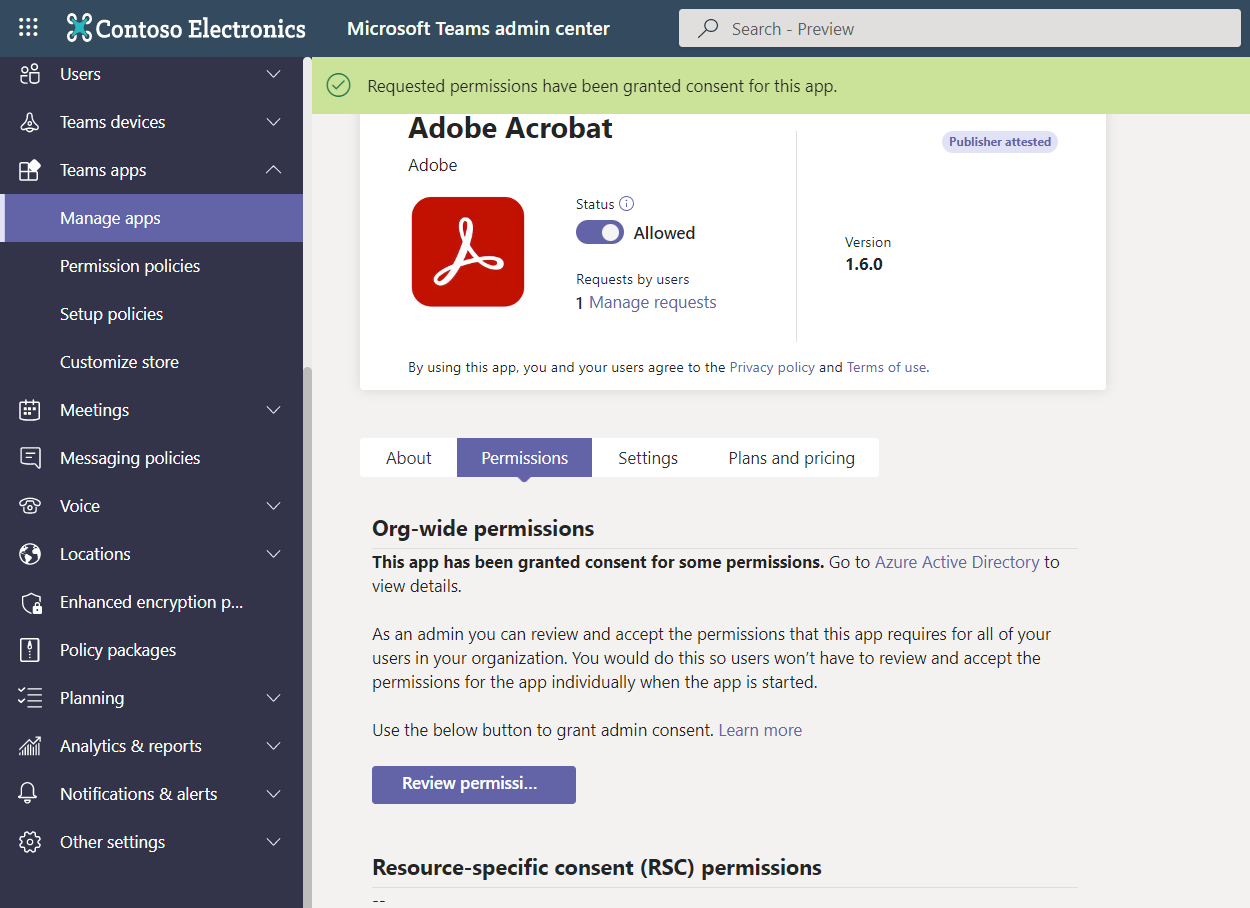 Contoso Electronics
Microsoft Teams admin center
Search - Preview
Users
Teams devices
Teams apps
Manage apps
Permission policies
Setup policies
Customize store
Meetings
Messaging policies
Voice
Locations
Enhanced encryption p...
Policy packages
Planning
Analytics & reports
Notifications & alerts
Other settings
Requested permissions have been granted consent for this app.
Adobe Acrobat
Adobe
Status
Allowed
Requests by users
1 Manage requests
Publisher attested
Version
1.6.0
By using this app, you and your users agree to the Privacy policy and Terms of use.
About
Permissions
Settings
Plans and pricing
Org-wide permissions
This app has been granted consent for some permissions. Go to Azure Active Directory to
view details.
As an admin you can review and accept the permissions that this app requires for all of your
users in your organization. You would do this so users won't have to review and accept the
permissions for the app individually when the app is started.
Use the below button to grant admin consent. Learn more
Review permissi...
Resource-specific consent (RSC) permissions
--